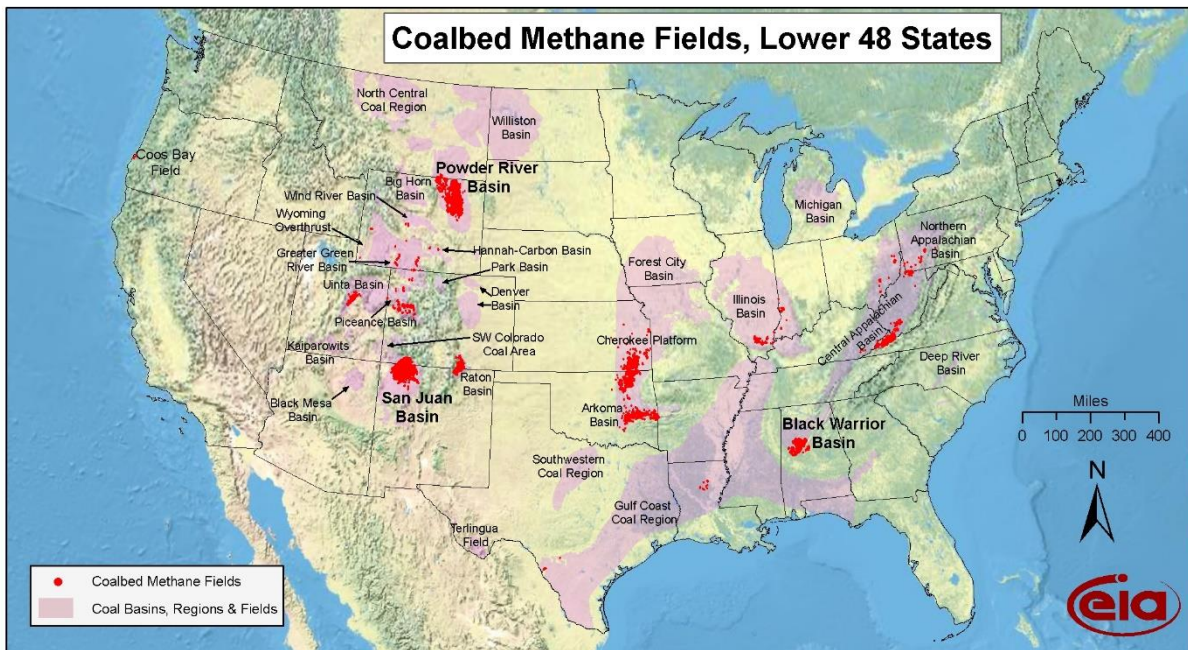 Coalbed Methane Fields, Lower 48 States
North Central
Coal Region
Williston
Basin
Coos Bay
Field
Powder River
Basin
Big Horn
Basin
Wind River Basin
Wyoming
Overthrust
Greater Green
River Basin
Hannah-Carbon Basin
Park Basin
Uinta Basin
Denver
Basin
Piceance Basin
Kaiparowits
Basin
SW Colorado
Coal Area
Black Mesa
Basin
San Juan
Basin
Raton
Basin
Michigan
Basin
Northern
Appalachian
Basin
Forest City
Basin
Illinois
Basin
Central Appalachian
Basin
Cherokee Platform
Deep River
Basin
Arkoma
Basin
Black Warrior
Basin
Southwestern
Coal Region
Gulf Coast
Coal Region
Terlingua
Field
Miles
0 100 200 300 400
N
Coalbed Methane Fields
Coal Basins, Regions & Fields
eia